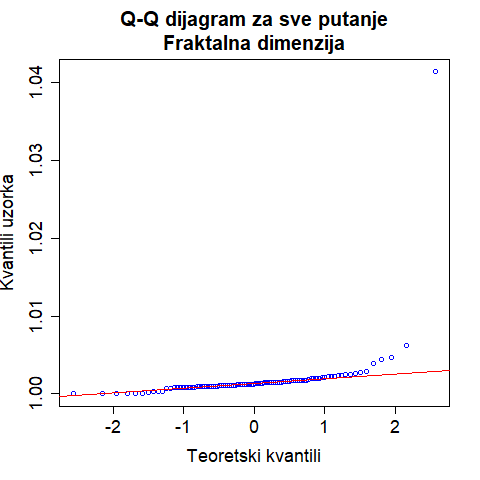 Q-Q dijagram za sve putanje
Fraktalna dimenzija
Kvantili uzorka
1.04
1.03
1.02
1.01
1.00
-2
-1
0
1
2
Teoretski kvantili